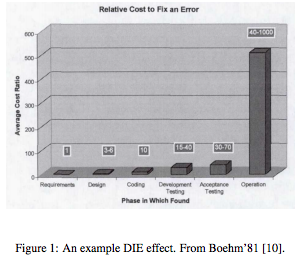 Relative Cost to Fix an Error
600
500
400
300
200
100
0
Average Cost Ratio
1
3-6
10
15-40
30-70
40-1000
Requirements
Design
Coding
Development Testing
Acceptance Testing
Operation
Phase in Which Found
Figure 1: An example DIE effect. From Boehm'81 [10].